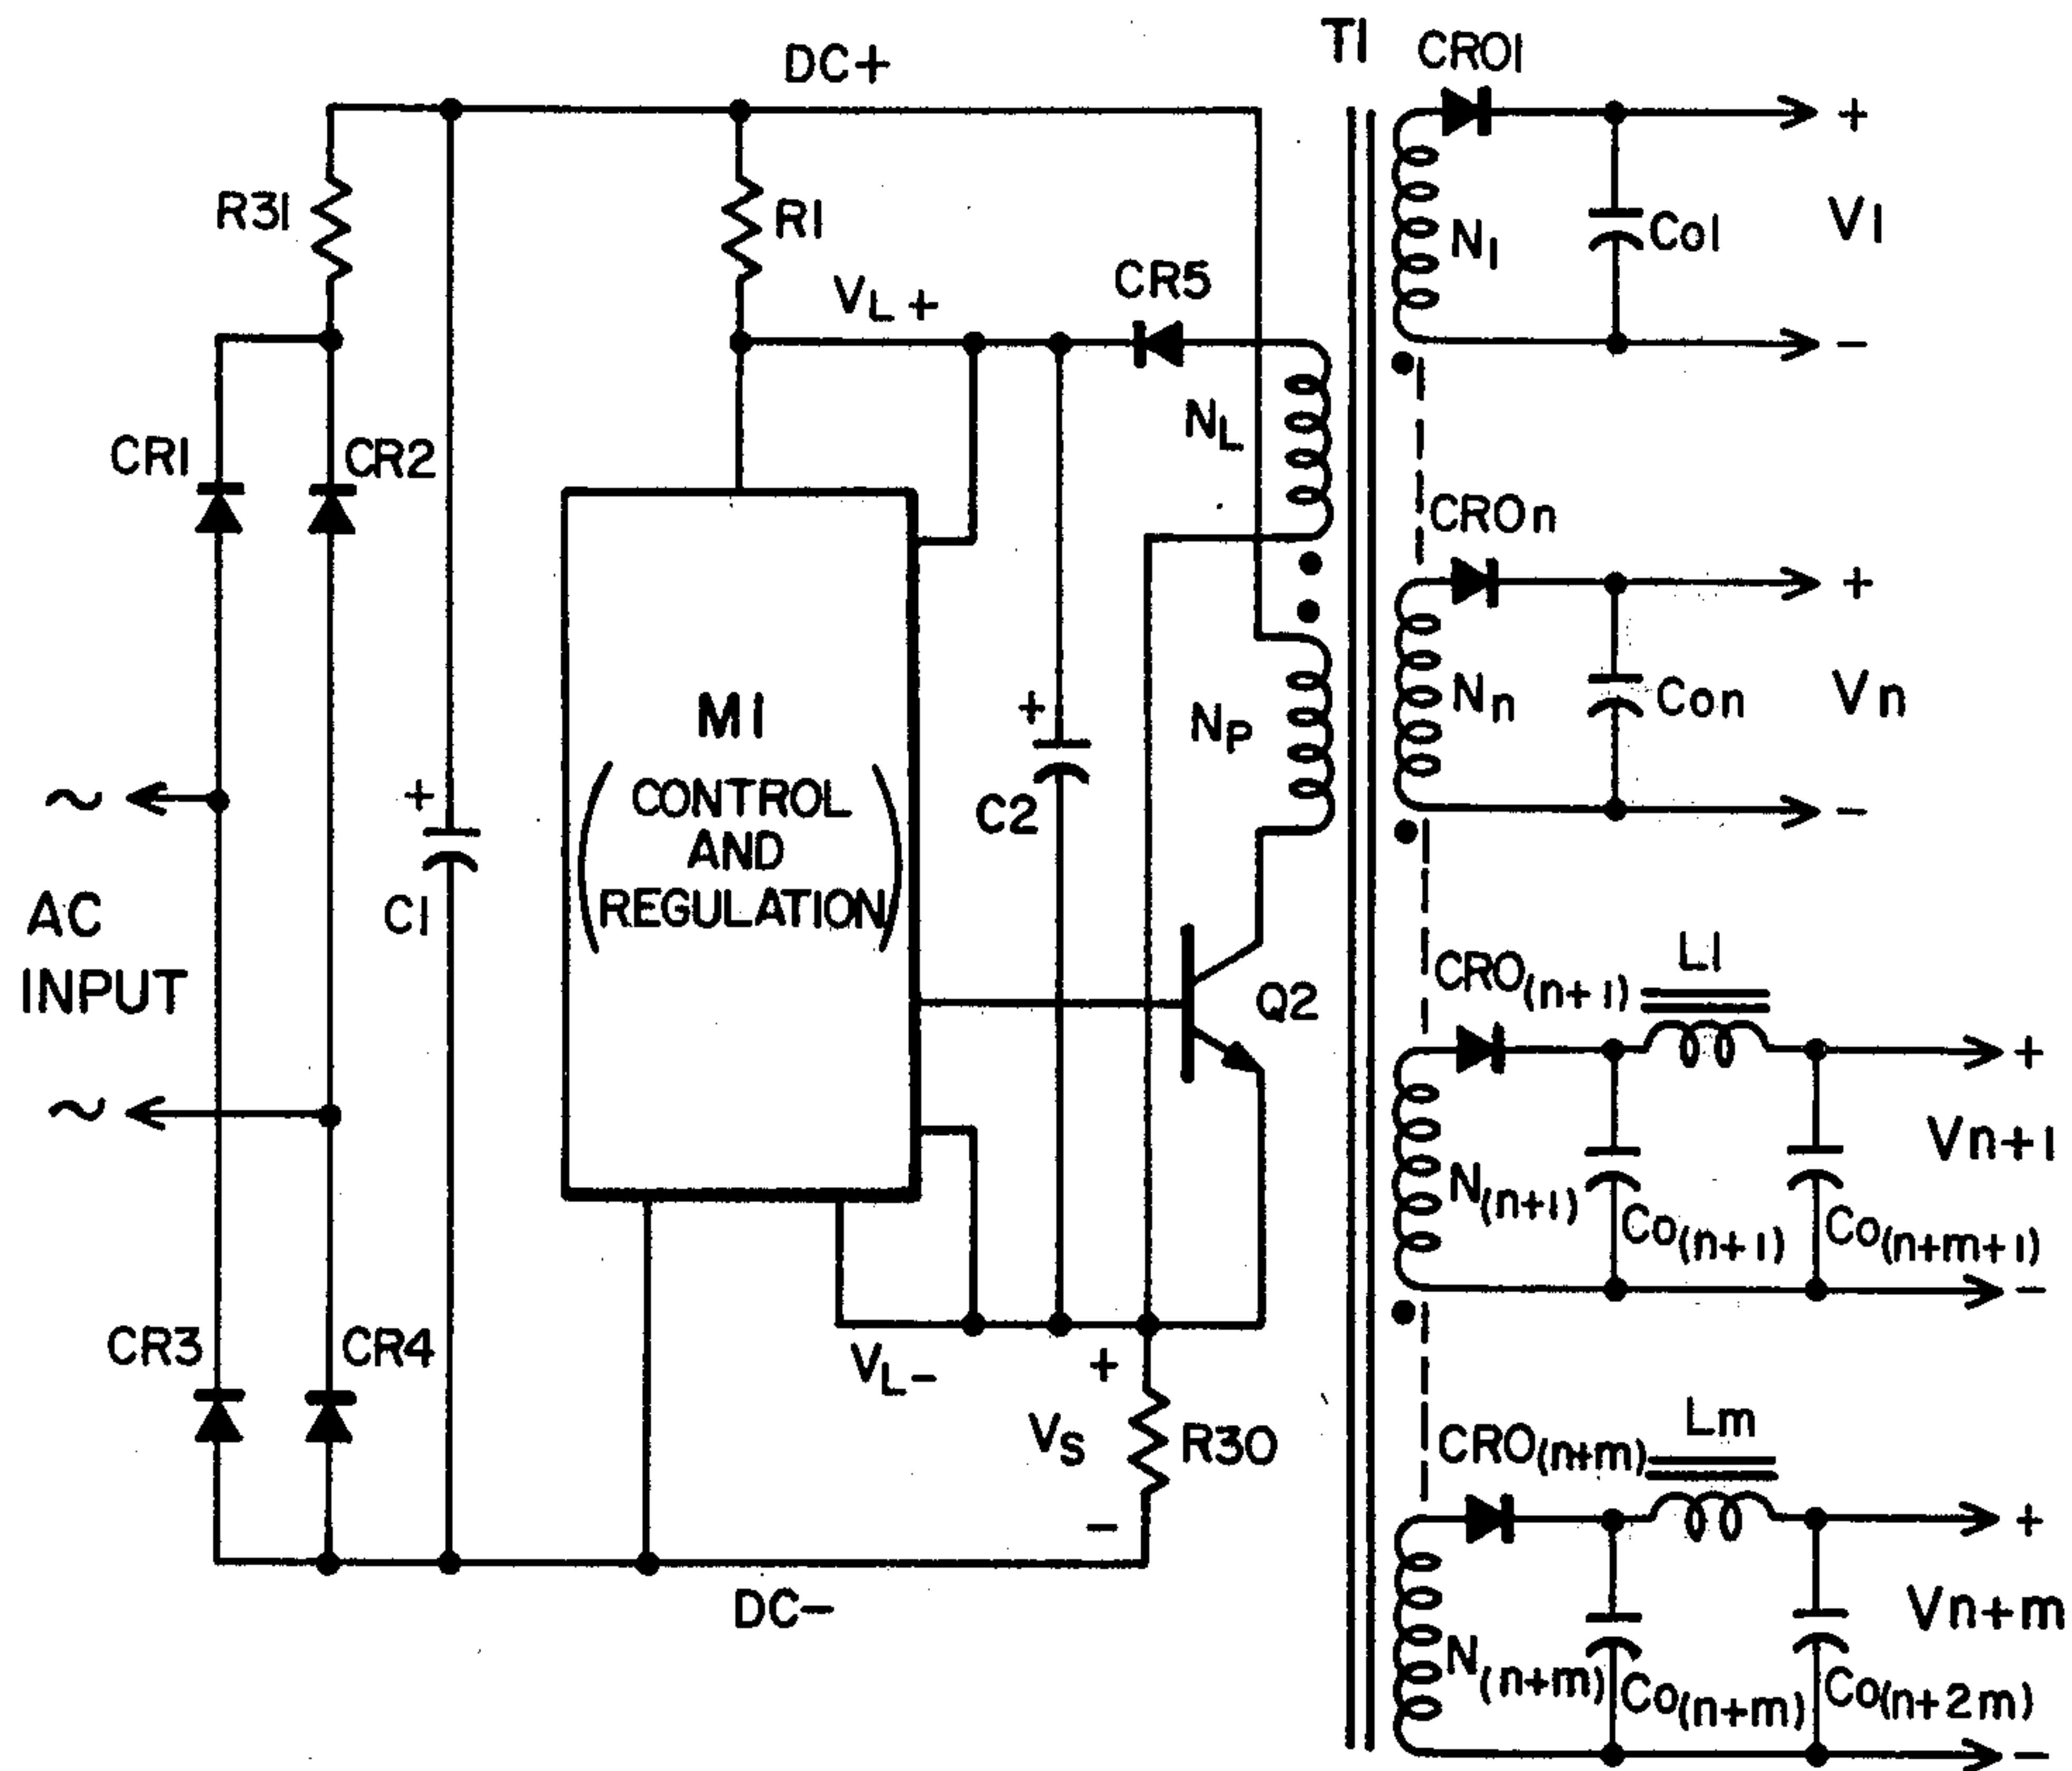 DC+
T1
CRO1
+
R31
R1
N1
Co1
V1
VL+
CR5
-
NL
CR1
CR2
CROn
+
M1
(CONTROL
AND
REGULATION)
+
C2
NP
Nn
Con
Vn
~
+
-
C1
AC
INPUT
~
Q2
CRO(n+1)
L1
+
Vn+1
N(n+1)
Co(n+1)
Co(n+m+1)
-
CR3
CR4
VL-
+
VS
R30
-
DC-
CRO(n+m)
Lm
+
Vn+m
N(n+m)
Co(n+m)
Co(n+2m)
-